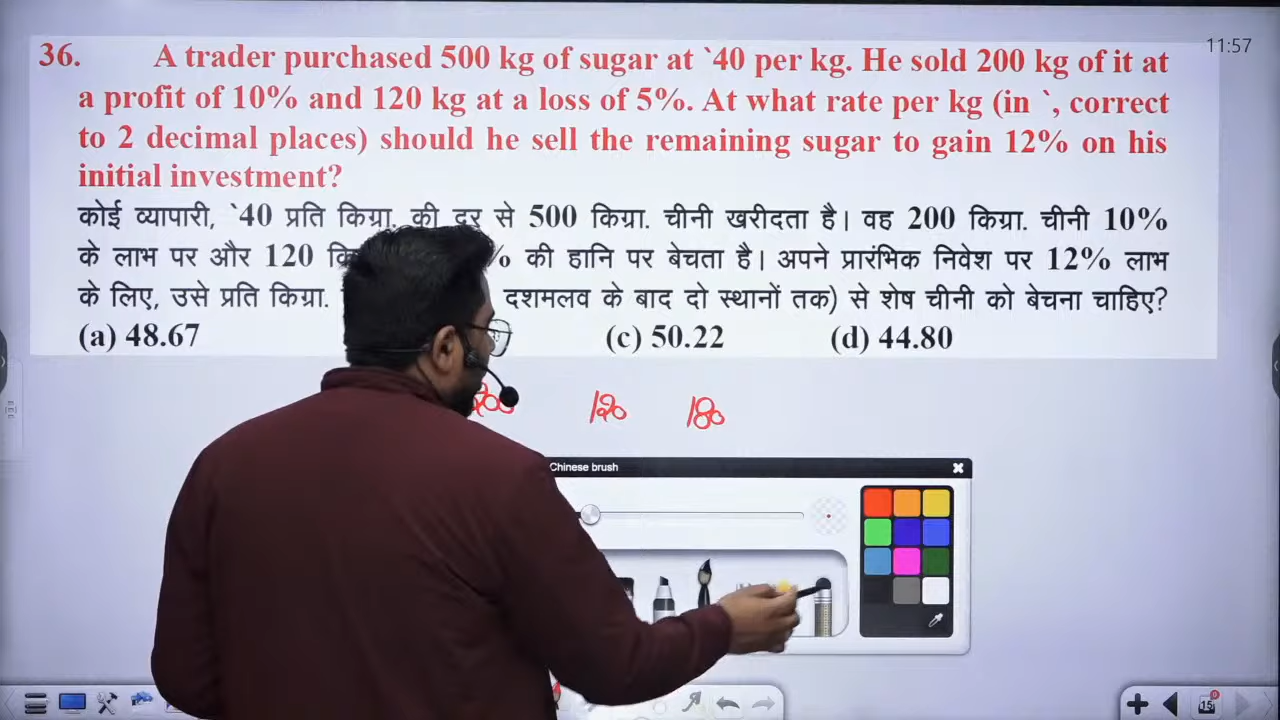 11:57
36. A trader purchased 500 kg of sugar at `40 per kg. He sold 200 kg of it at
a profit of 10% and 120 kg at a loss of 5%. At what rate per kg (in `, correct
to 2 decimal places) should he sell the remaining sugar to gain 12% on his
initial investment?
कोई व्यापारी, `40 प्रति किग्रा. की दर से 500 किग्रा. चीनी खरीदता है। वह 200 किग्रा. चीनी 10%
के लाभ पर और 120 % की हानि पर बेचता है। अपने प्रारंभिक निवेश पर 12% लाभ
के लिए, उसे प्रति किग्रा. दशमलव के बाद दो स्थानों तक) से शेष चीनी को बेचना चाहिए?
(a) 48.67 (c) 50.22 (d) 44.80
200 120 180
Chinese brush